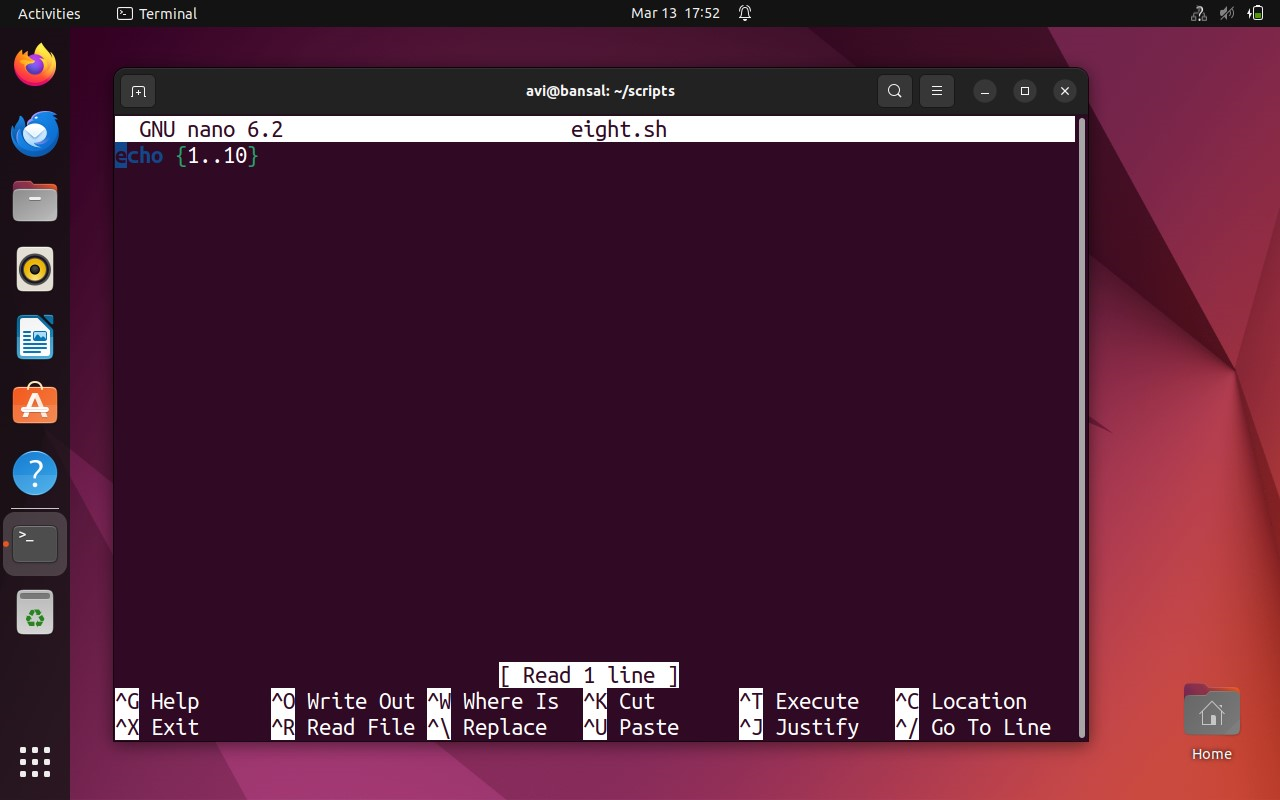 Activities
Terminal
Mar 13 17:52
avi@bansal: ~/scripts
GNU nano 6.2 eight.sh
echo {1..10}
[ Read 1 line ]
^G Help ^O Write Out ^W Where Is ^K Cut ^T Execute ^C Location
^X Exit ^R Read File ^\ Replace ^U Paste ^J Justify ^/ Go To Line
Home